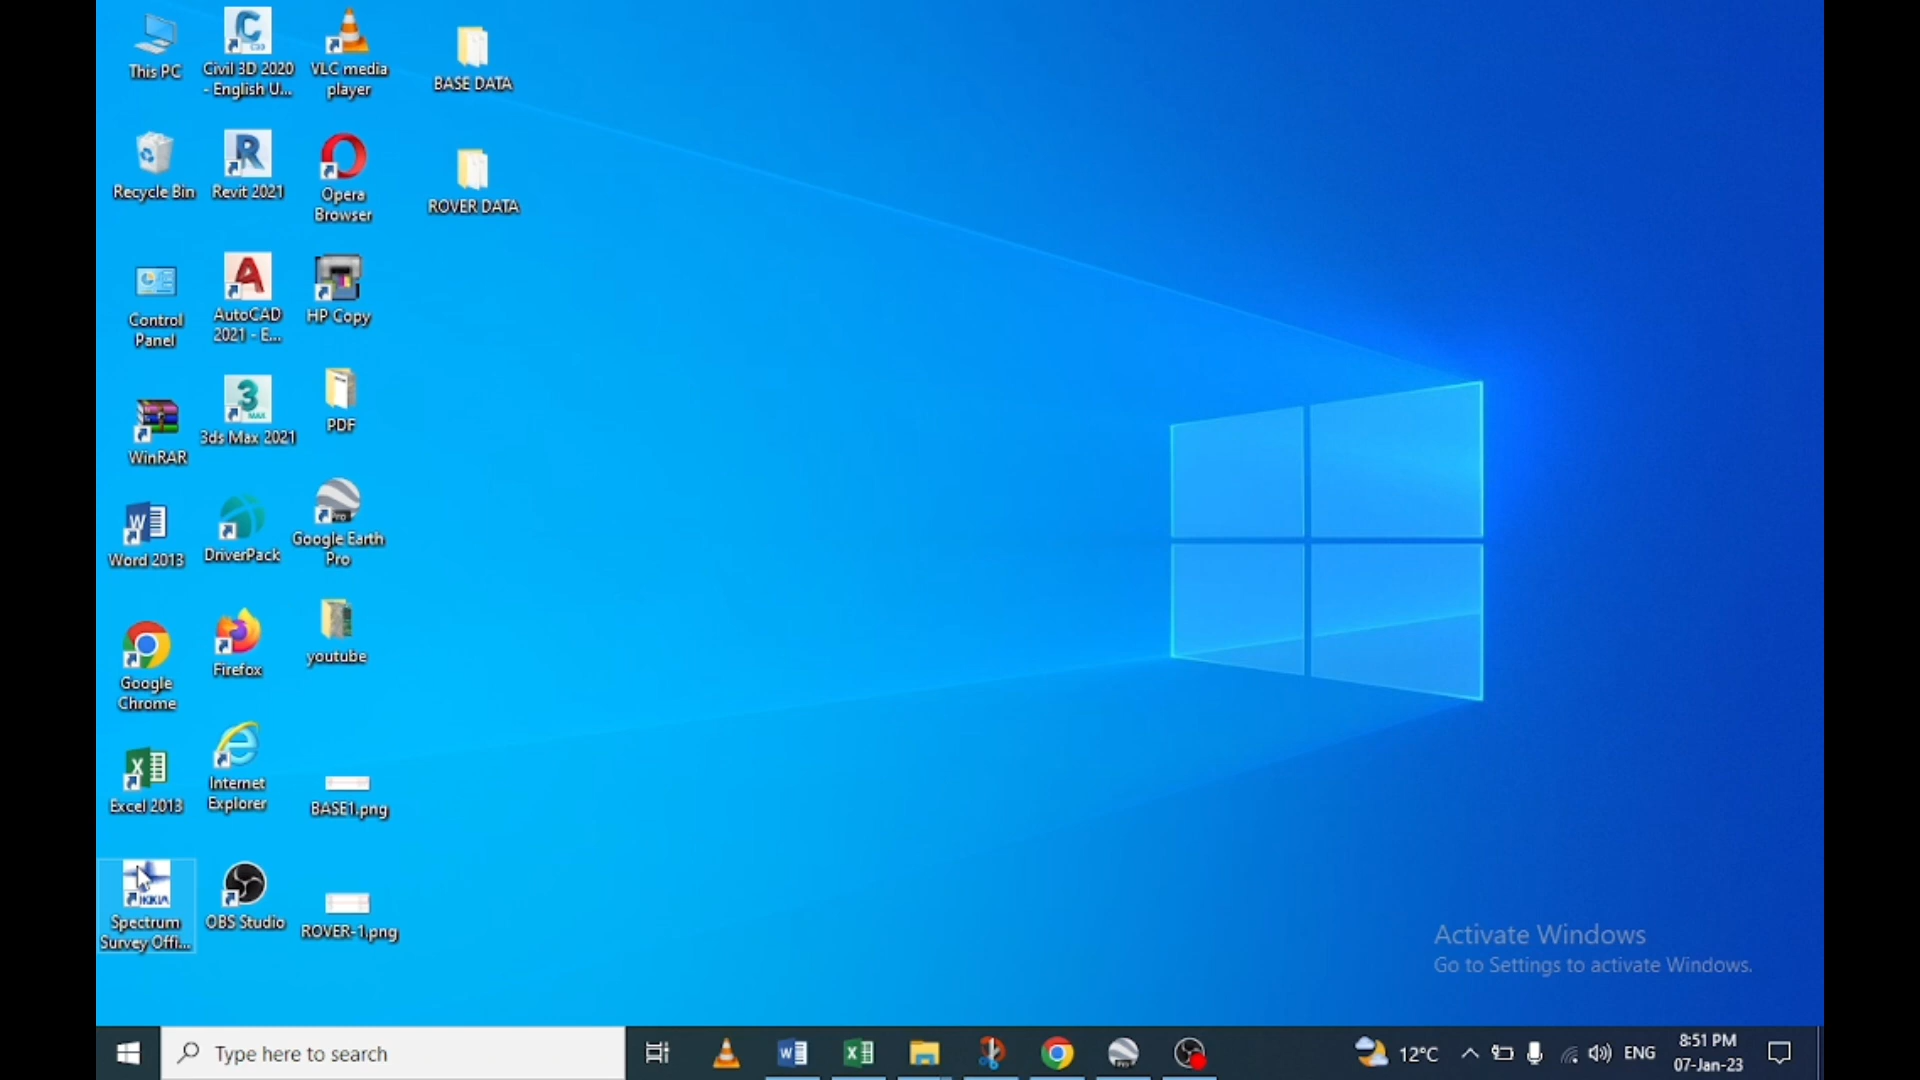 This PC
Civil 3D 2020
- English U...
VLC media
player
BASE DATA
Recycle Bin
Revit 2021
Opera
Browser
ROVER DATA
Control
Panel
AutoCAD
2021 - E...
HP Copy
WinRAR
3ds Max 2021
PDF
Word 2013
DriverPack
Google Earth
Pro
Google
Chrome
Firefox
youtube
Excel 2013
Internet
Explorer
BASE1.png
Spectrum
Survey Offi...
OBS Studio
ROVER-1.png
Activate Windows
Go to Settings to activate Windows.
Type here to search
12°C
ENG
8:51 PM
07-Jan-23